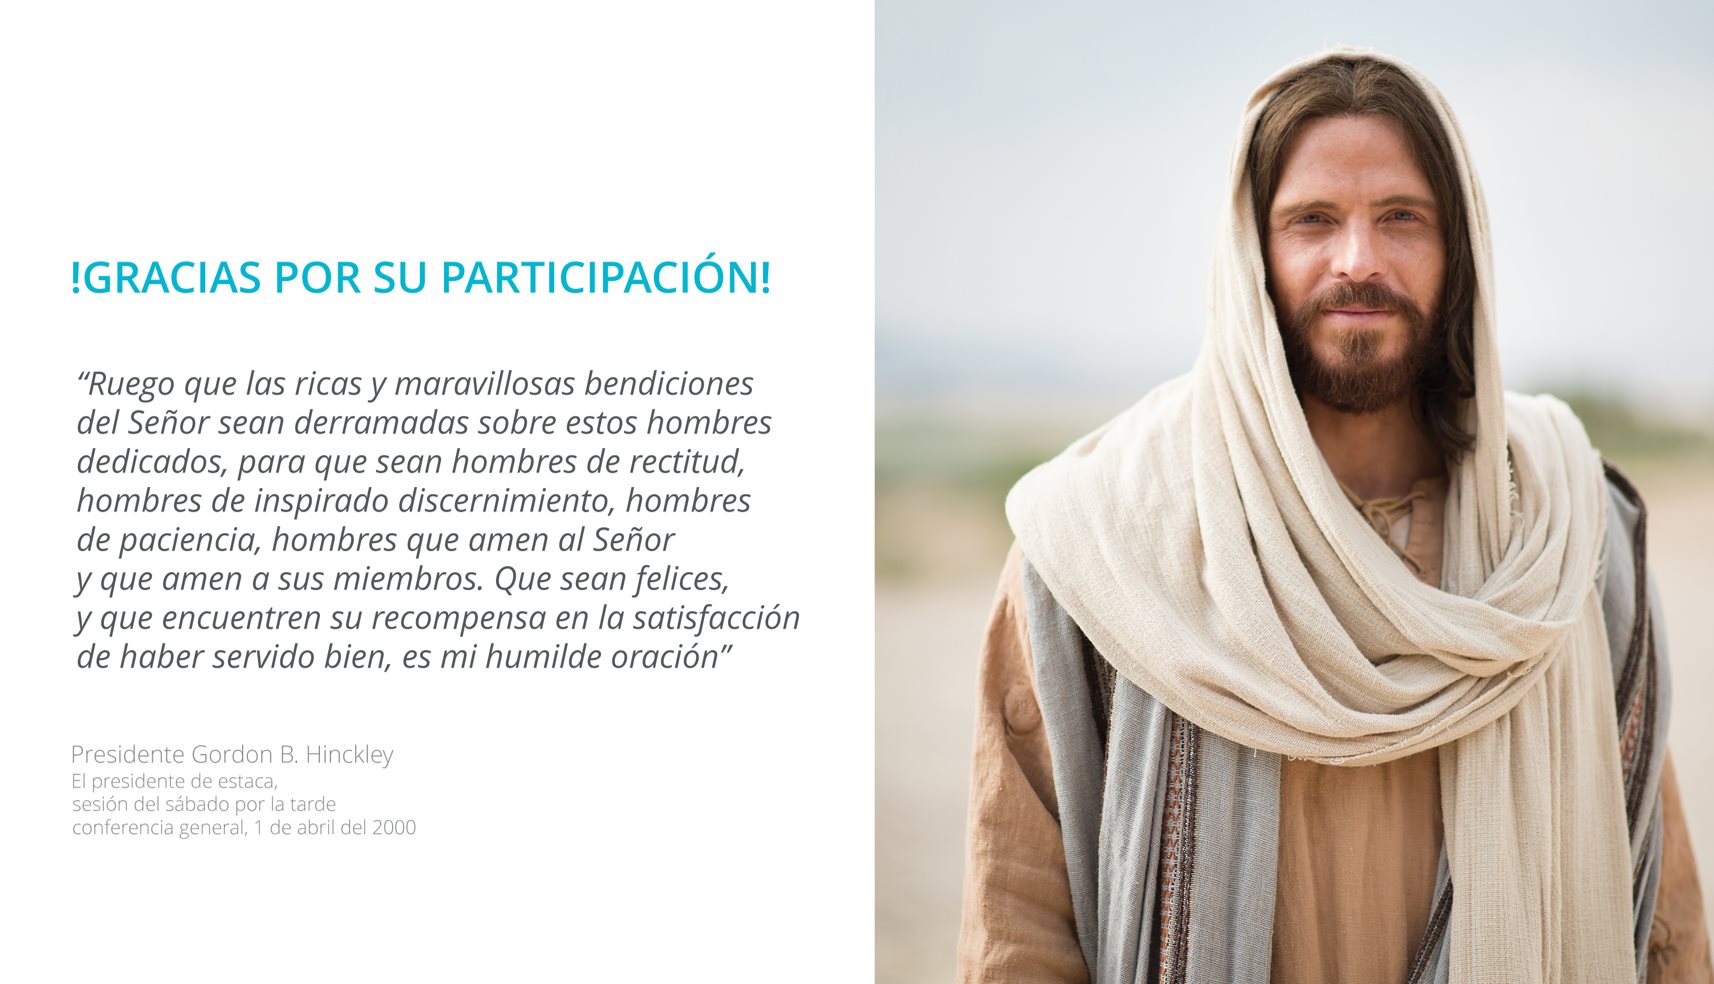 !GRACIAS POR SU PARTICIPACIÓN!
“Ruego que las ricas y maravillosas bendiciones
del Señor sean derramadas sobre estos hombres
dedicados, para que sean hombres de rectitud,
hombres de inspirado discernimiento, hombres
de paciencia, hombres que amen al Señor
y que amen a sus miembros. Que sean felices,
y que encuentren su recompensa en la satisfacción
de haber servido bien, es mi humilde oración”
Presidente Gordon B. Hinckley
El presidente de estaca,
sesión del sábado por la tarde
conferencia general, 1 de abril del 2000